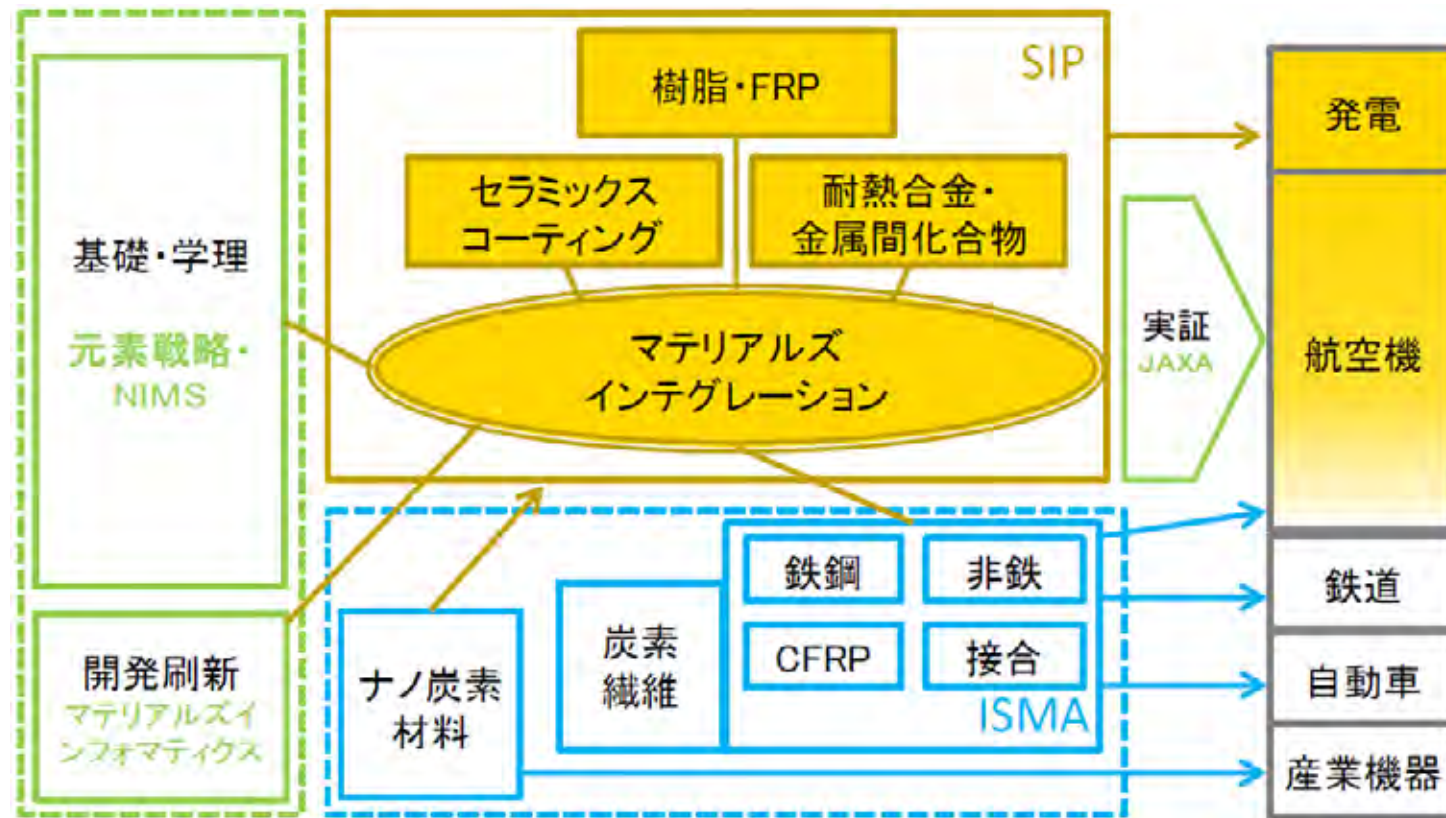 基礎・学理
元素戦略・
NIMS
開発刷新
マテリアルズイ
ンフォマティクス
SIP
樹脂・FRP
セラミックス
コーティング
耐熱合金・
金属間化合物
マテリアルズ
インテグレーション
実証
JAXA
ナノ炭素
材料
炭素
繊維
鉄鋼
非鉄
CFRP
接合
ISMA
発電
航空機
鉄道
自動車
産業機器